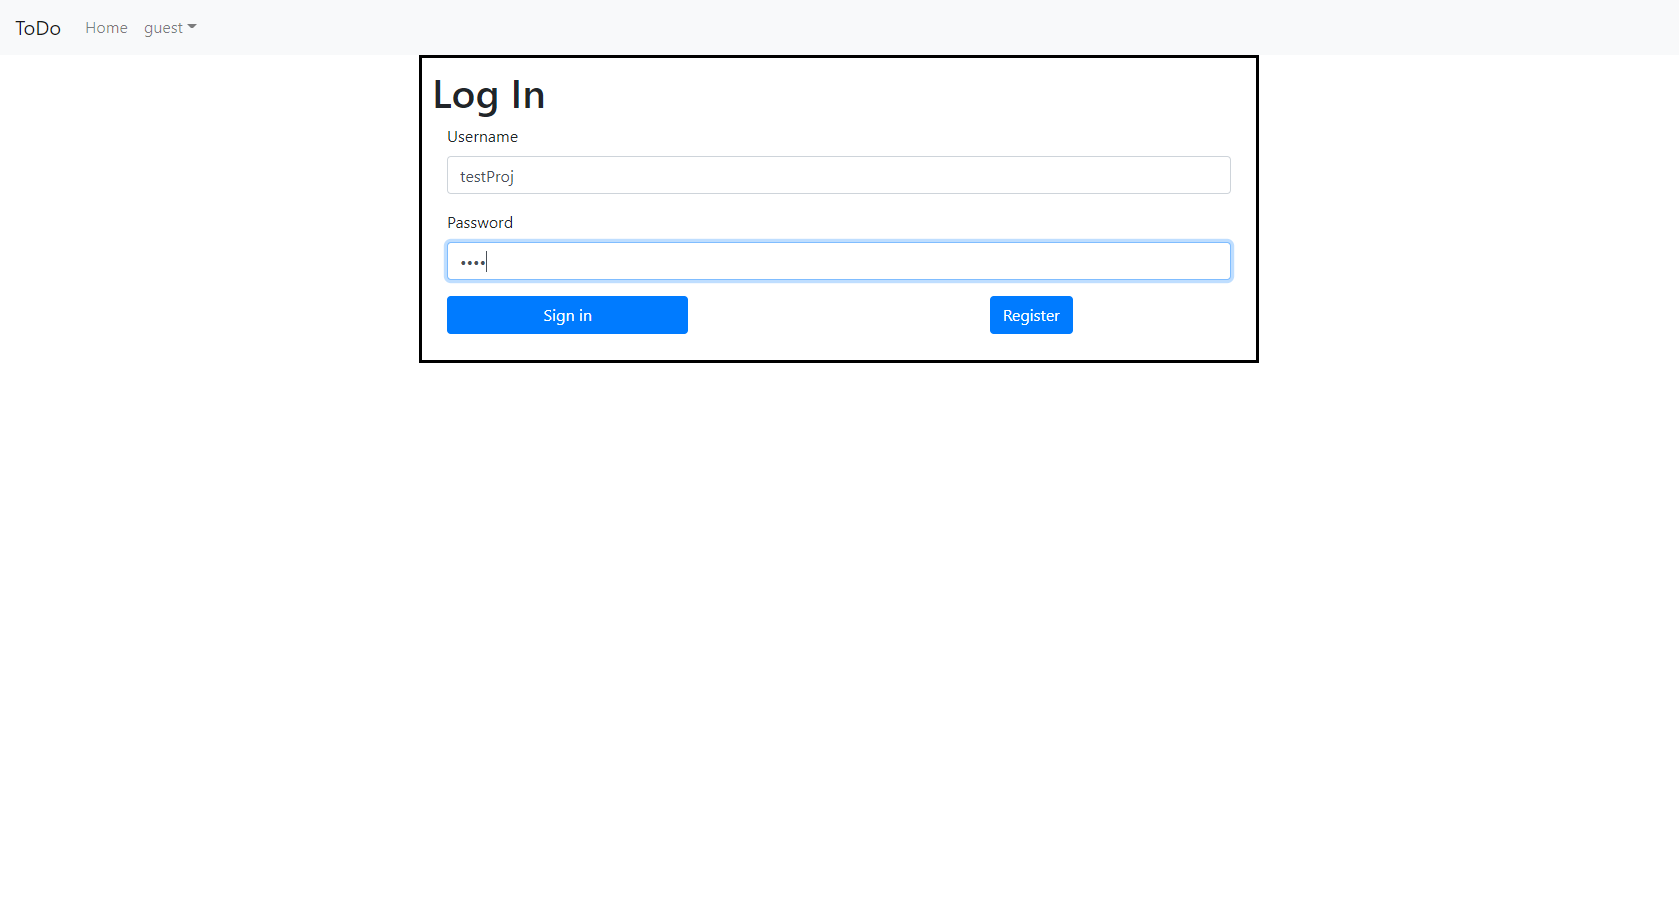 ToDo Home guest
Log In
Username
testProj
Password
••••
Sign in Register